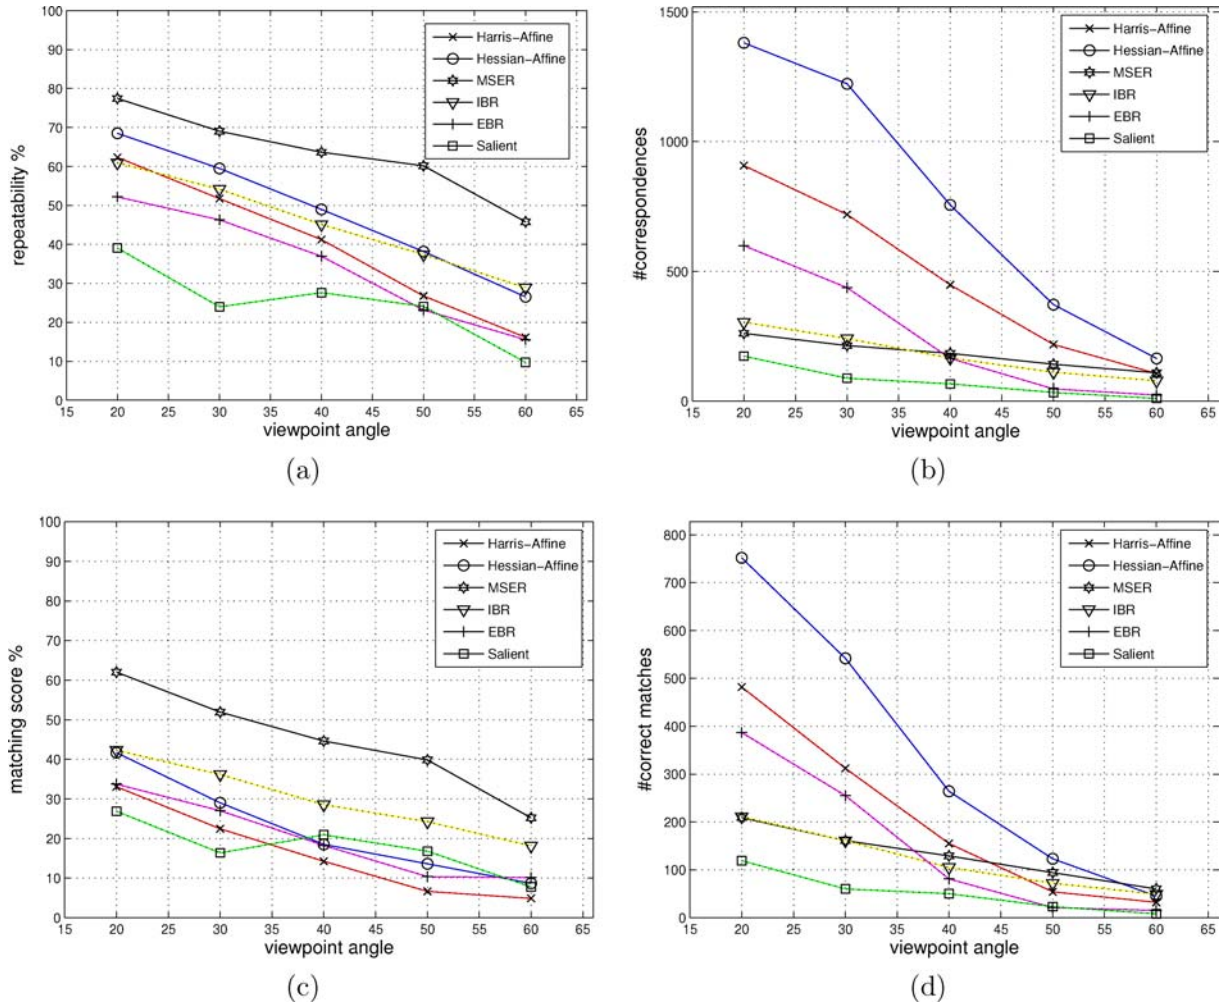 100
90
80
70
60
50
40
30
20
10
0
repeatability %
15 20 25 30 35 40 45 50 55 60 65
viewpoint angle
Harris-Affine
Hessian-Affine
MSER
IBR
EBR
Salient
(a)
1500
1000
500
0
#correspondences
15 20 25 30 35 40 45 50 55 60 65
viewpoint angle
Harris-Affine
Hessian-Affine
MSER
IBR
EBR
Salient
(b)
100
90
80
70
60
50
40
30
20
10
0
matching score %
15 20 25 30 35 40 45 50 55 60 65
viewpoint angle
Harris-Affine
Hessian-Affine
MSER
IBR
EBR
Salient
(c)
800
700
600
500
400
300
200
100
0
#correct matches
15 20 25 30 35 40 45 50 55 60 65
viewpoint angle
Harris-Affine
Hessian-Affine
MSER
IBR
EBR
Salient
(d)